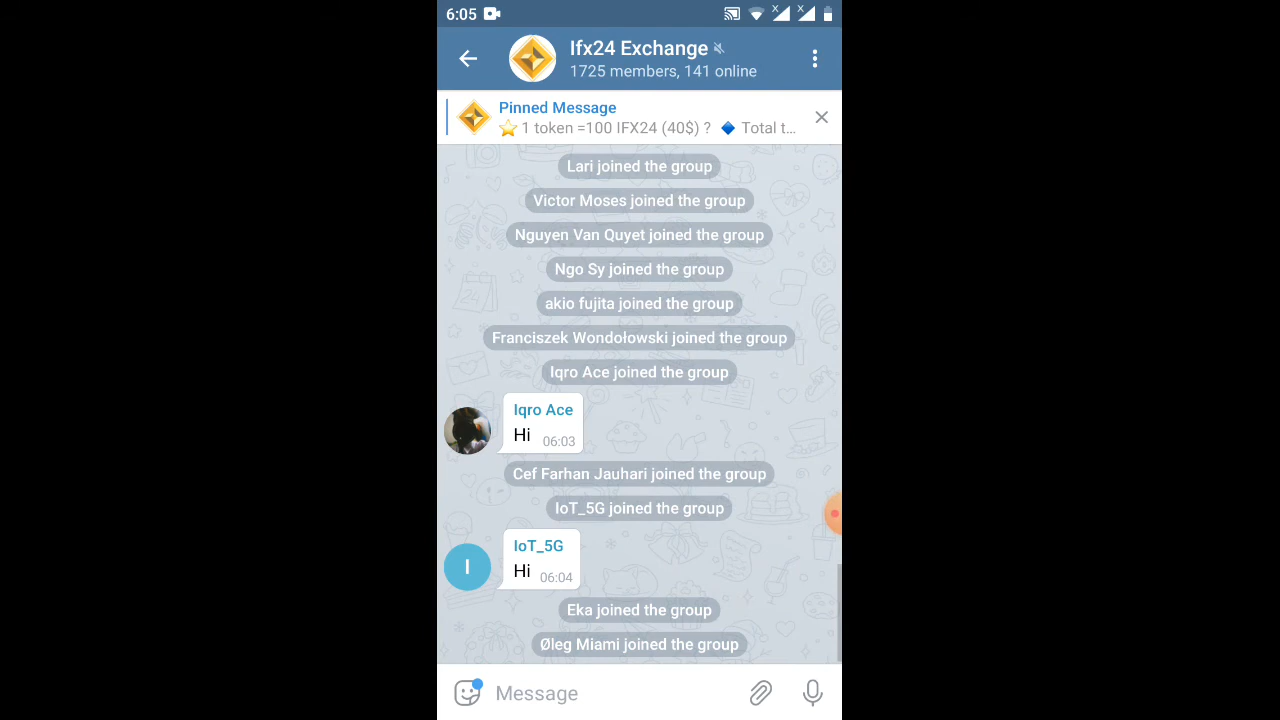 6:05
Ifx24 Exchange
1725 members, 141 online
Pinned Message
⭐ 1 token =100 IFX24 (40$) ? 🔷 Total t...
Lari joined the group
Victor Moses joined the group
Nguyen Van Quyet joined the group
Ngo Sy joined the group
akio fujita joined the group
Franciszek Wondołowski joined the group
Iqro Ace joined the group
Iqro Ace
Hi 06:03
Cef Farhan Jauhari joined the group
IoT_5G joined the group
I
IoT_5G
Hi 06:04
Eka joined the group
Øleg Miami joined the group
Message